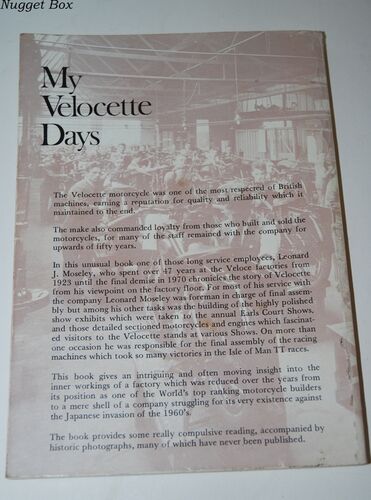 Nugget Box
My
Velocette
Days
The Velocette motorcycle was one of the most respected of British
machines, earning a reputation for quality and reliability which it
maintained to the end.
The make also commanded loyalty from those who built and sold the
motorcycles, for many of the staff remained with the company for
upwards of fifty years.
In this unusual book one of those long service employees, Leonard
J. Moseley, who spent over 47 years at the Veloce factories from
1923 until the final demise in 1970 chronicles the story of Velocette
from his viewpoint on the factory floor. For most of his service with
the company Leonard Moseley was foreman in charge of final assem-
bly but among his other tasks was the building of the highly polished
show exhibits which were taken to the annual Earls Court Shows,
and those detailed sectioned motorcycles and engines which fascinat-
ed visitors to the Velocette stands at various Shows. On more than
one occasion he was responsible for the final assembly of the racing
machines which took so many victories in the Isle of Man TT races.
This book gives an intriguing and often moving insight into the
inner workings of a factory which was reduced over the years from
its position as one of the World's top ranking motorcycle builders
to a mere shell of a company struggling for its very existence against
the Japanese invasion of the 1960's.
The book provides some really compulsive reading, accompanied by
historic photographs, many of which have never been published.